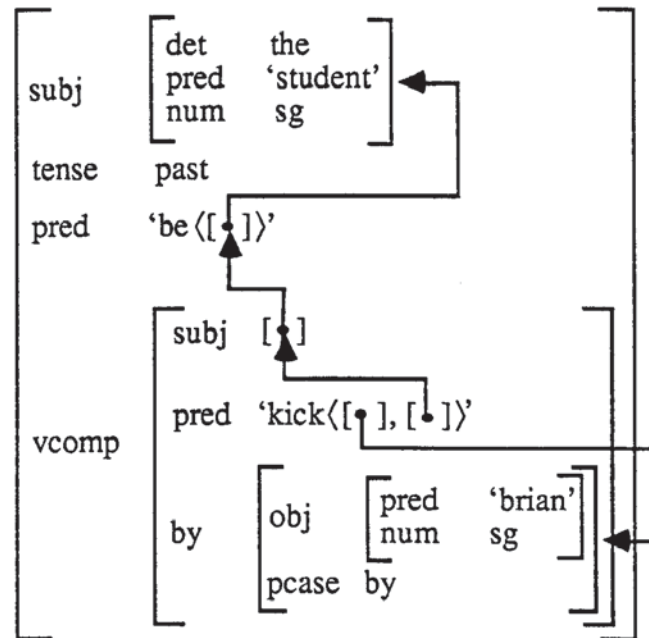 det the
subj pred ‘student’
num sg
tense past
pred ‘be⟨[ ]⟩’
subj [ ]
pred ‘kick⟨[ ], [ ]⟩’
vcomp
pred ‘brian’
obj
num sg
by
pcase by